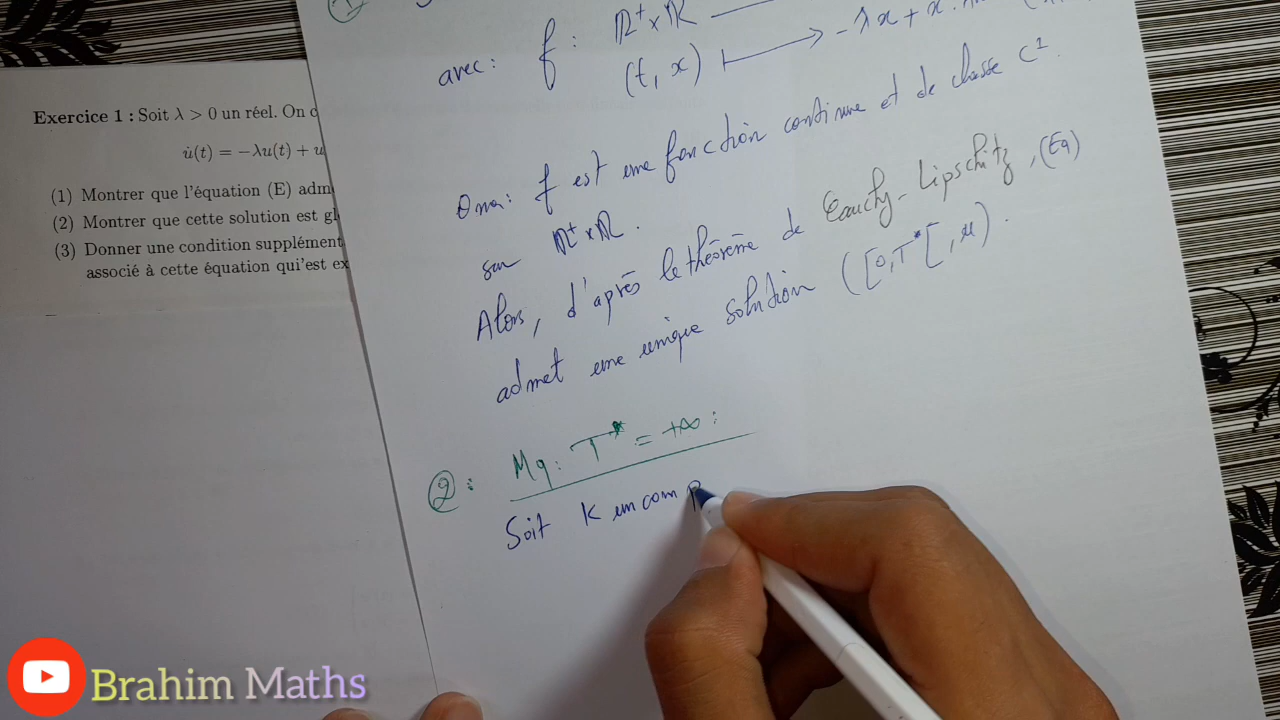 Exercice 1 : Soit λ > 0 un réel. On
u̇(t) = −λu(t) + u
(1) Montrer que l'équation (E) adm
(2) Montrer que cette solution est gl
(3) Donner une condition supplément
associé à cette équation qui'est ex
①
avec : f : ℝ⁺ × ℝ →
(t, x) ⟼ -λx + x.
On a : f est une fonction continue et de classe C¹.
sur ℝ⁺ × ℝ.
Alors, d'après le théorème de Cauchy-Lipschitz, (Eq)
admet une unique solution ([0, T*[, u).
② : Mq : T* = +∞ :
Soit K un comp
Brahim Maths